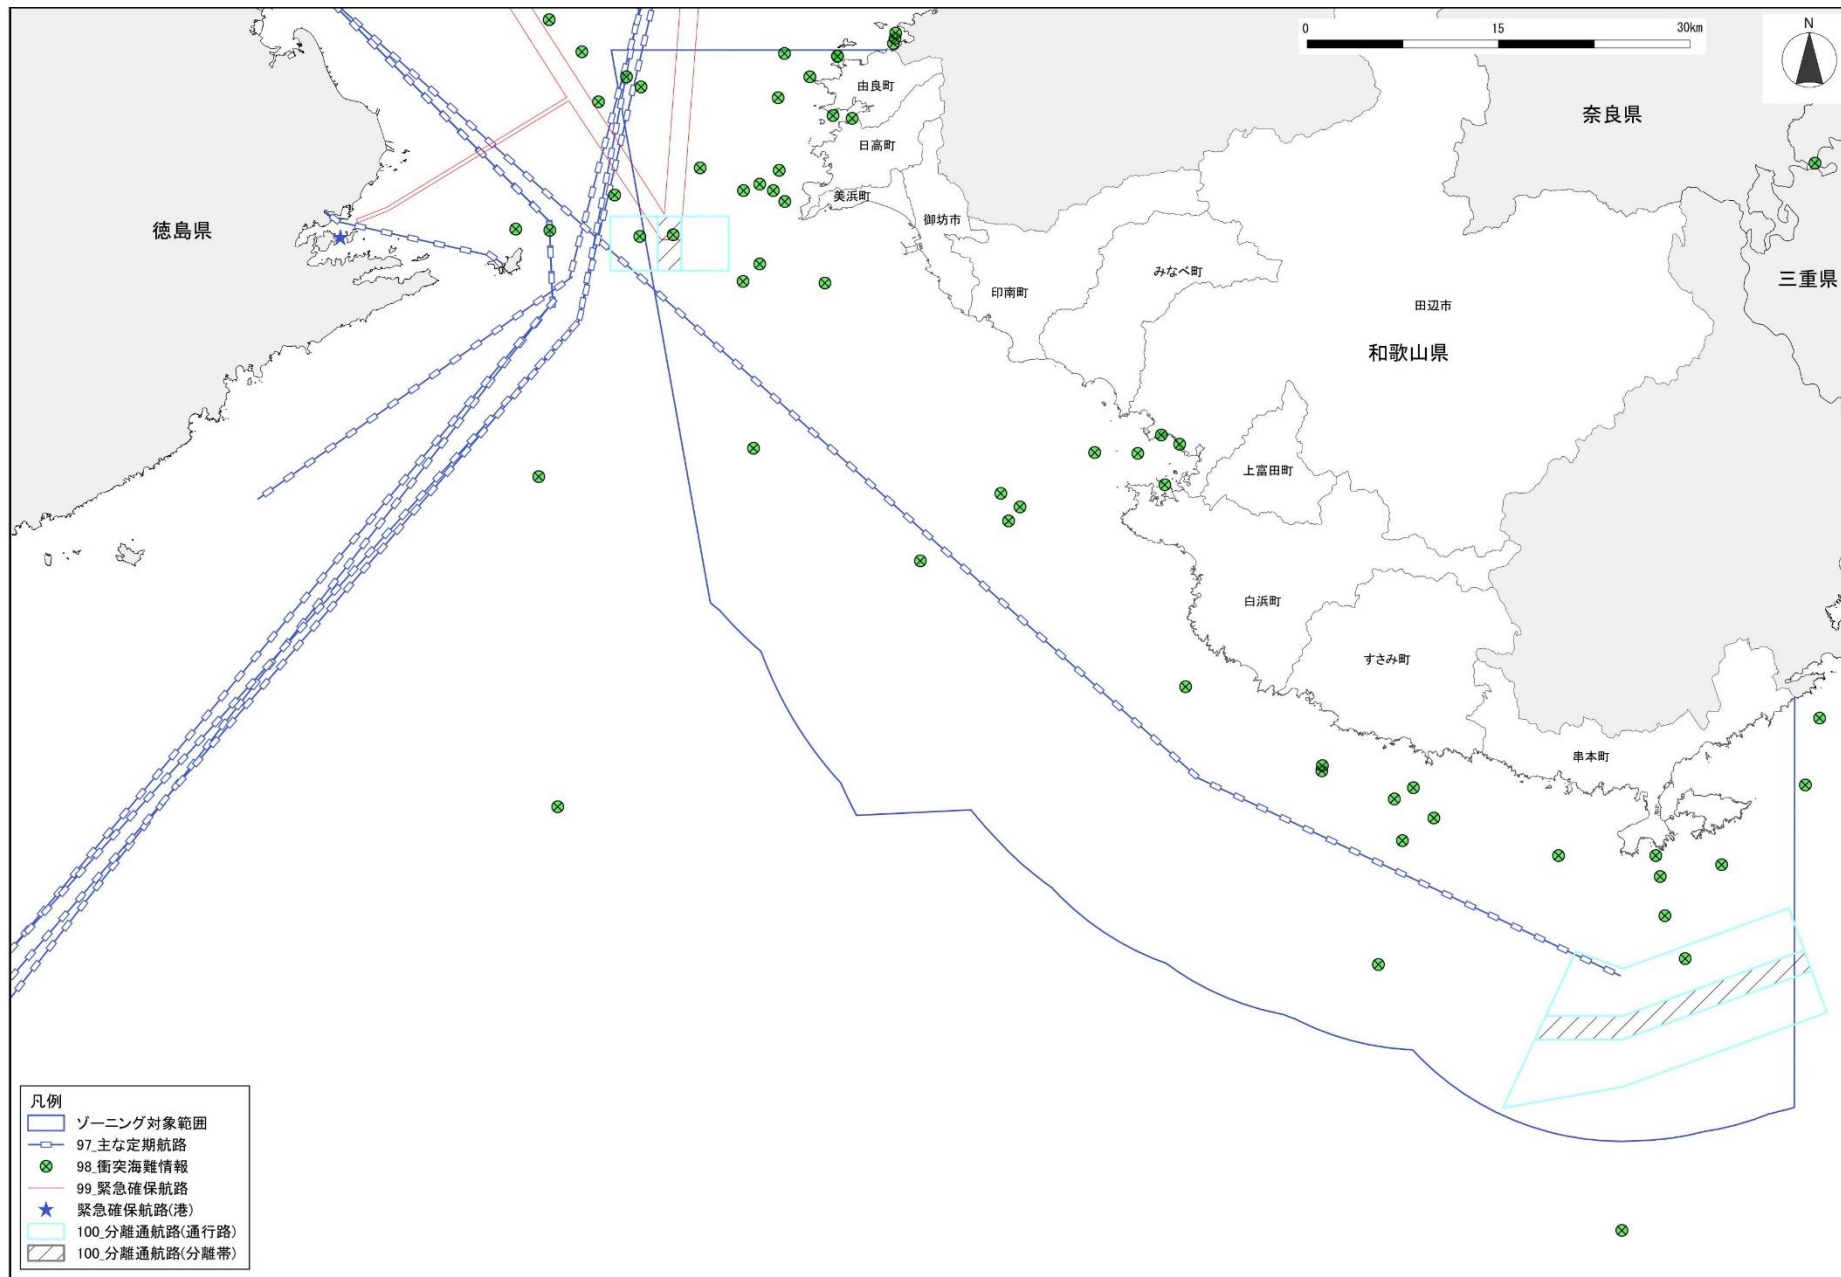 0 15 30km
N
由良町
奈良県
日高町
美浜町
御坊市
徳島県
みなべ町
三重県
印南町
田辺市
和歌山県
上富田町
白浜町
すさみ町
串本町
凡例
ゾーニング対象範囲
97_主な定期航路
98_衝突海難情報
99_緊急確保航路
緊急確保航路(港)
100_分離通航路(通行路)
100_分離通航路(分離帯)